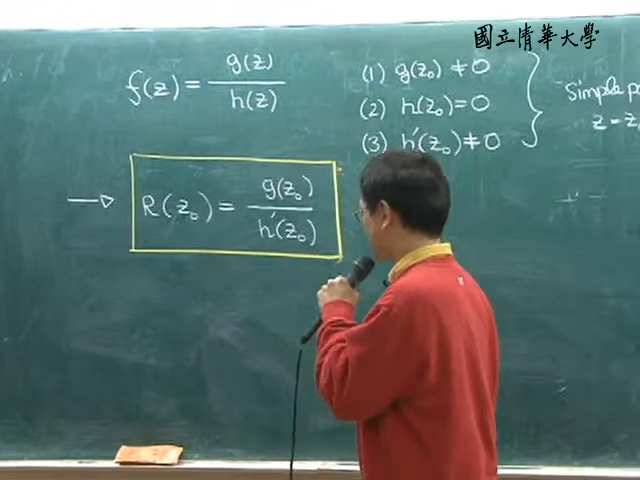 國立清華大學
f(z) = g(z) / h(z)
(1) g(z₀) ≠ 0
(2) h(z₀) = 0
(3) h'(z₀) ≠ 0
Simple
z = z₀
→ R(z₀) = g(z₀) / h'(z₀)